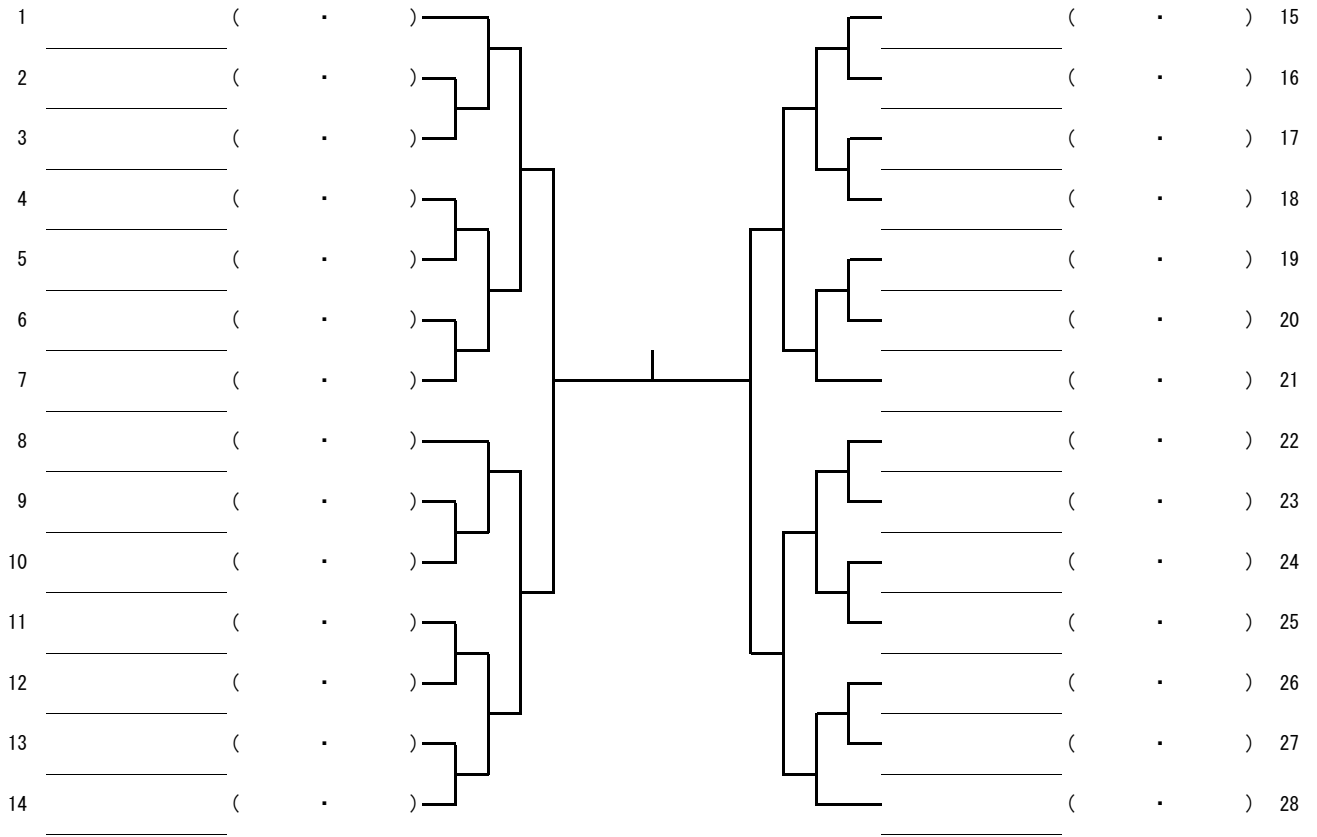 1 ( ・ ) ( ・ ) 15
2 ( ・ ) ( ・ ) 16
3 ( ・ ) ( ・ ) 17
4 ( ・ ) ( ・ ) 18
5 ( ・ ) ( ・ ) 19
6 ( ・ ) ( ・ ) 20
7 ( ・ ) ( ・ ) 21
8 ( ・ ) ( ・ ) 22
9 ( ・ ) ( ・ ) 23
10 ( ・ ) ( ・ ) 24
11 ( ・ ) ( ・ ) 25
12 ( ・ ) ( ・ ) 26
13 ( ・ ) ( ・ ) 27
14 ( ・ ) ( ・ ) 28